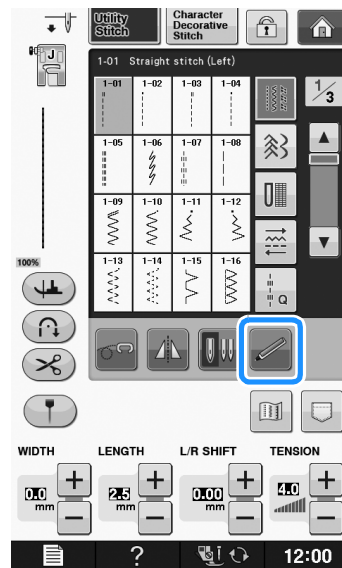 Utility Stitch
Character Decorative Stitch
J
1-01 Straight stitch (Left)
1-01 1-02 1-03 1-04
1/3
1-05 1-06 1-07 1-08
1-09 1-10 1-11 1-12
1-13 1-14 1-15 1-16
100%
Q
WIDTH LENGTH L/R SHIFT TENSION
0.0 mm + - 2.5 mm + - 0.00 mm + - 4.0 + -
? 12:00